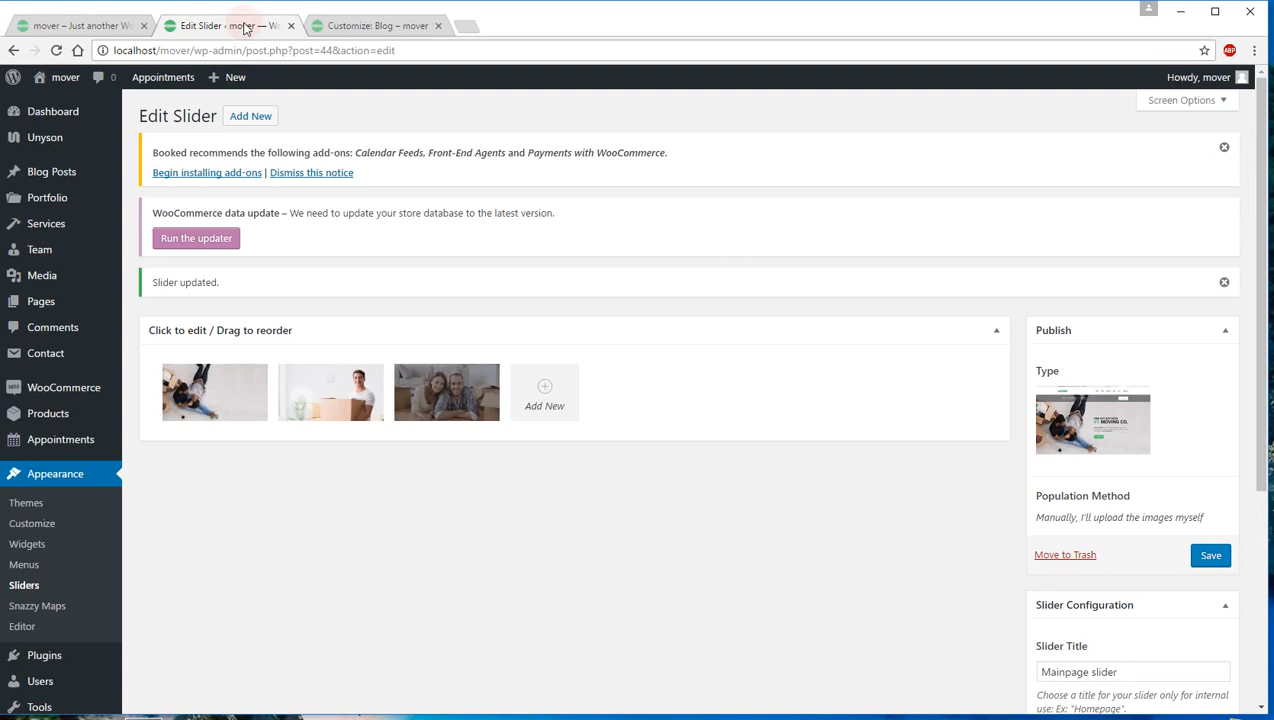 mover – Just another Wo
Edit Slider ‹ mover — Wo
Customize: Blog – mover
localhost/mover/wp-admin/post.php?post=44&action=edit
ABP
mover
0
Appointments
New
Howdy, mover
Dashboard
Unyson
Blog Posts
Portfolio
Services
Team
Media
Pages
Comments
Contact
WooCommerce
Products
Appointments
Appearance
Themes
Customize
Widgets
Menus
Sliders
Snazzy Maps
Editor
Plugins
Users
Tools
Screen Options
Edit Slider
Add New
Booked recommends the following add-ons: Calendar Feeds, Front-End Agents and Payments with WooCommerce.
Begin installing add-ons | Dismiss this notice
WooCommerce data update – We need to update your store database to the latest version.
Run the updater
Slider updated.
Click to edit / Drag to reorder
Add New
Publish
Type
MOVING CO.
Population Method
Manually, I'll upload the images myself
Move to Trash
Save
Slider Configuration
Slider Title
Mainpage slider
Choose a title for your slider only for internal
use: Ex: "Homepage".